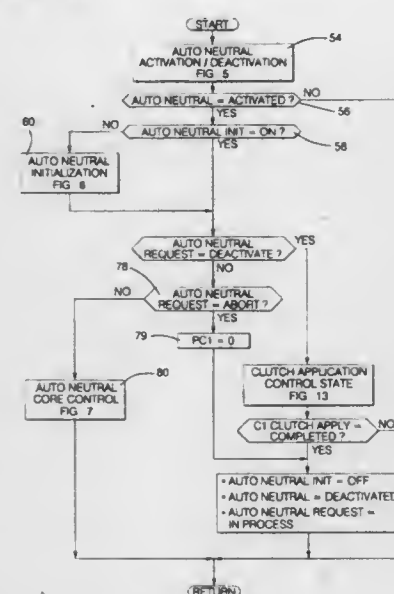 START
54
AUTO NEUTRAL
ACTIVATION / DEACTIVATION
FIG 5
AUTO NEUTRAL = ACTIVATED ?
NO
56
YES
60
NO
AUTO NEUTRAL INIT = ON ?
58
YES
AUTO NEUTRAL
INITIALIZATION
FIG 6
AUTO NEUTRAL
REQUEST = DEACTIVATE ?
YES
NO
78
NO
AUTO NEUTRAL
REQUEST = ABORT ?
YES
79
PC1 = 0
AUTO NEUTRAL
CORE CONTROL
FIG 7
80
CLUTCH APPLICATION
CONTROL STATE
FIG 13
C1 CLUTCH APPLY =
COMPLETED ?
NO
YES
• AUTO NEUTRAL INIT = OFF
• AUTO NEUTRAL = DEACTIVATED
• AUTO NEUTRAL REQUEST =
IN PROCESS
RETURN